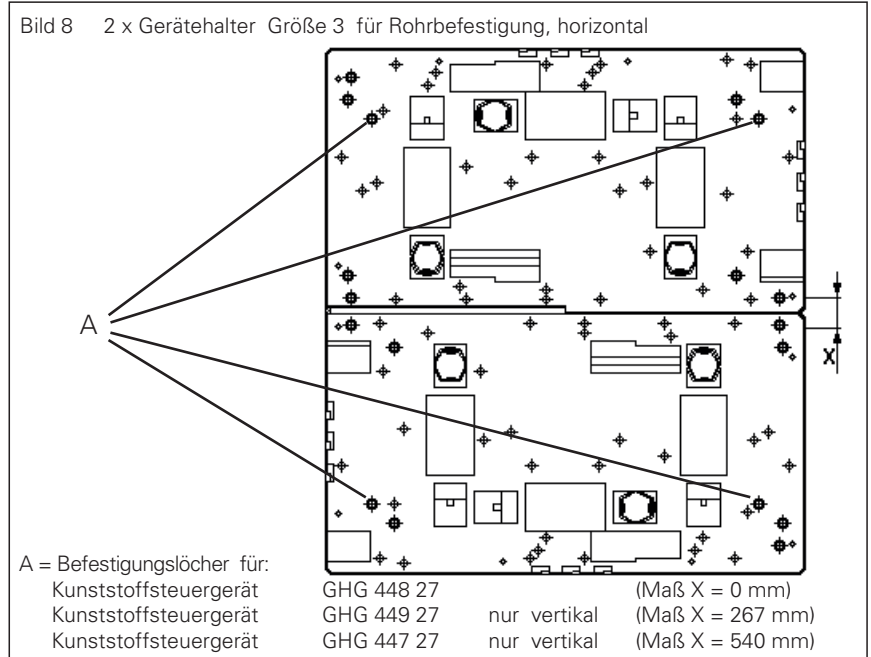 Bild 8 2 x Gerätehalter Größe 3 für Rohrbefestigung, horizontal
A
X
A = Befestigungslöcher für:
Kunststoffsteuergerät GHG 448 27 (Maß X = 0 mm)
Kunststoffsteuergerät GHG 449 27 nur vertikal (Maß X = 267 mm)
Kunststoffsteuergerät GHG 447 27 nur vertikal (Maß X = 540 mm)